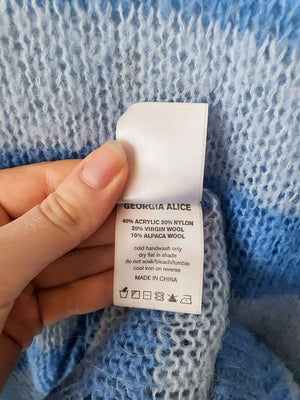 GEORGIA ALICE
40% ACRYLIC 30% NYLON
20% VIRGIN WOOL
10% ALPACA WOOL
cold handwash only
dry flat in shade
do not soak/bleach/tumble
cool iron on reverse
MADE IN CHINA